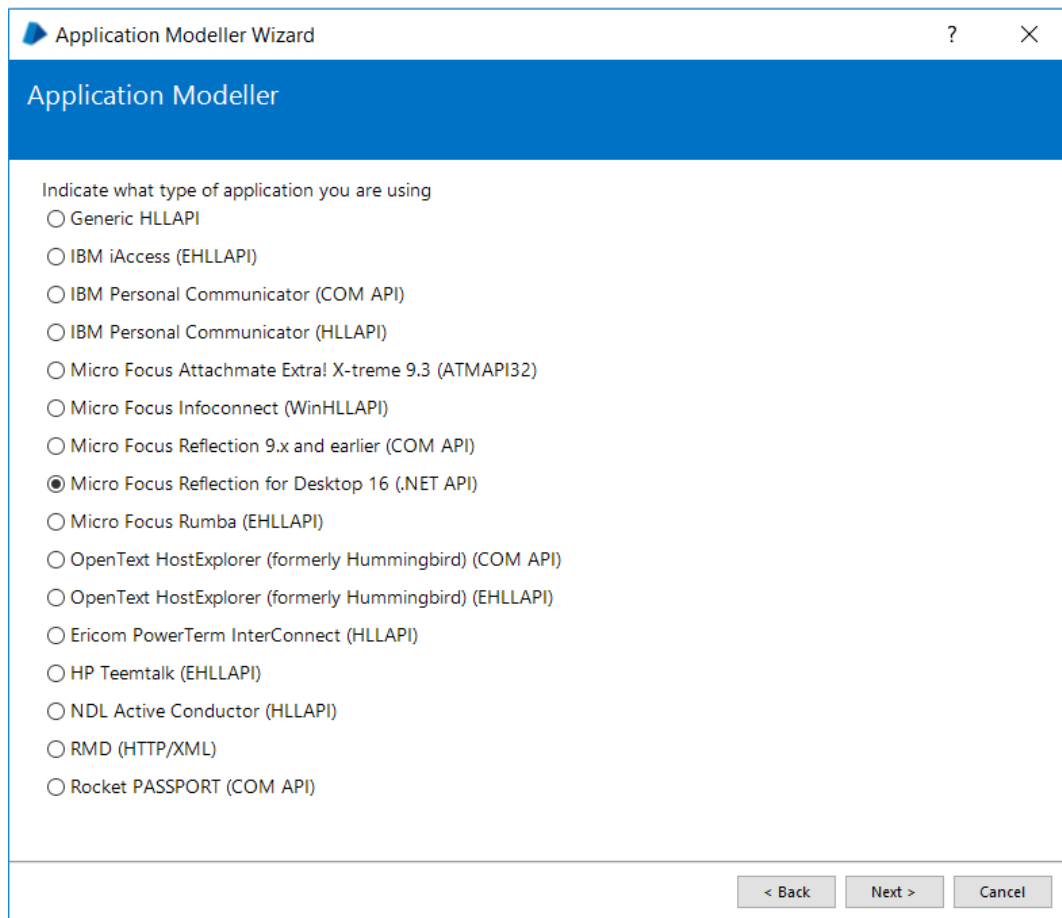 Application Modeller Wizard ?
Application Modeller
Indicate what type of application you are using
Generic HLLAPI
IBM iAccess (EHLLAPI)
IBM Personal Communicator (COM API)
IBM Personal Communicator (HLLAPI)
Micro Focus Attachmate Extra! X-treme 9.3 (ATMAPI32)
Micro Focus Infoconnect (WinHLLAPI)
Micro Focus Reflection 9.x and earlier (COM API)
Micro Focus Reflection for Desktop 16 (.NET API)
Micro Focus Rumba (EHLLAPI)
OpenText HostExplorer (formerly Hummingbird) (COM API)
OpenText HostExplorer (formerly Hummingbird) (EHLLAPI)
Ericom PowerTerm InterConnect (HLLAPI)
HP Teemtalk (EHLLAPI)
NDL Active Conductor (HLLAPI)
RMD (HTTP/XML)
Rocket PASSPORT (COM API)
< Back Next > Cancel